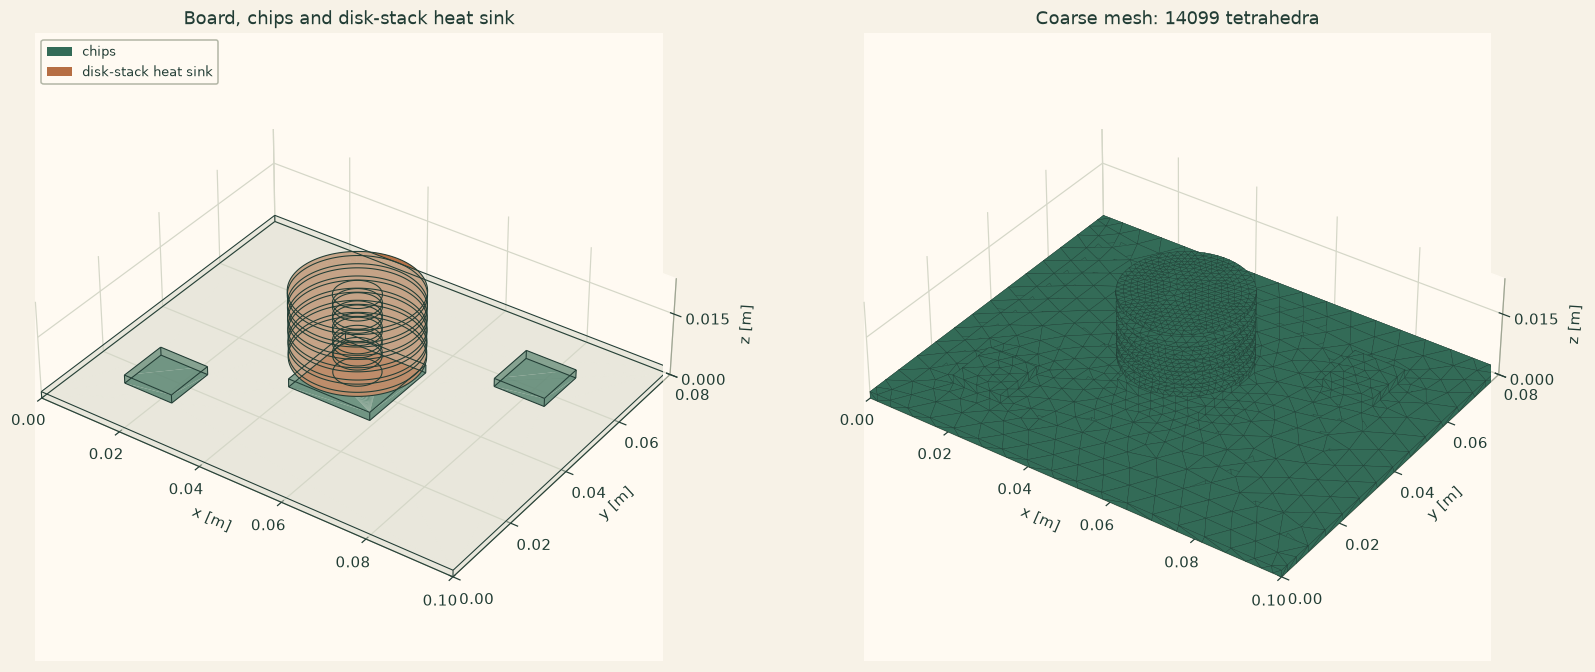 Board, chips and disk-stack heat sink
chips
disk-stack heat sink
0.015
z [m]
0.000
0.08
0.06
0.04
y [m]
0.02
0.00
0.00
0.02
0.04
x [m]
0.06
0.08
0.10
Coarse mesh: 14099 tetrahedra
0.015
z [m]
0.000
0.08
0.06
0.04
y [m]
0.02
0.00
0.00
0.02
0.04
x [m]
0.06
0.08
0.10